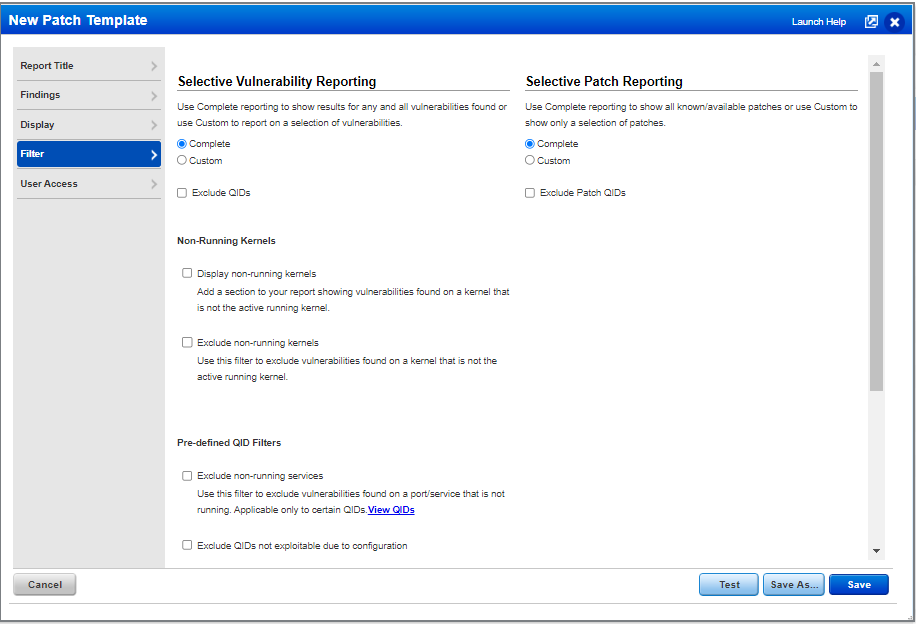 New Patch Template
Launch Help
Report Title
Findings
Display
Filter
User Access
Selective Vulnerability Reporting
Use Complete reporting to show results for any and all vulnerabilities found or
use Custom to report on a selection of vulnerabilities.
Complete
Custom
Exclude QIDs
Selective Patch Reporting
Use Complete reporting to show all known/available patches or use Custom to
show only a selection of patches.
Complete
Custom
Exclude Patch QIDs
Non-Running Kernels
Display non-running kernels
Add a section to your report showing vulnerabilities found on a kernel that
is not the active running kernel.
Exclude non-running kernels
Use this filter to exclude vulnerabilities found on a kernel that is not the
active running kernel.
Pre-defined QID Filters
Exclude non-running services
Use this filter to exclude vulnerabilities found on a port/service that is not
running. Applicable only to certain QIDs.View QIDs
Exclude QIDs not exploitable due to configuration
Cancel
Test
Save As...
Save